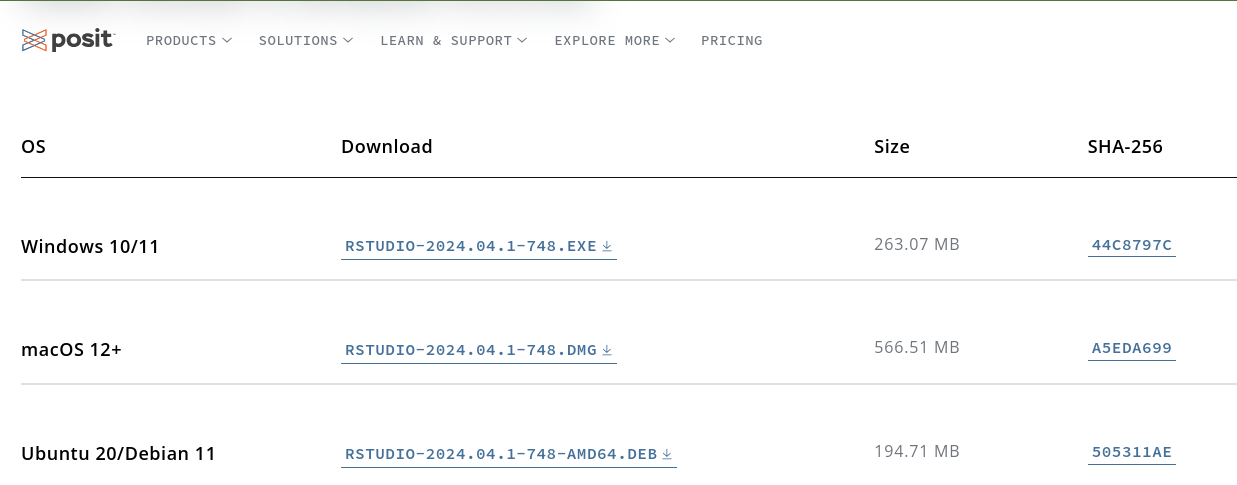 posit PRODUCTS SOLUTIONS LEARN & SUPPORT EXPLORE MORE PRICING
OS Download Size SHA-256
Windows 10/11 RSTUDIO-2024.04.1-748.EXE 263.07 MB 44C8797C
macOS 12+ RSTUDIO-2024.04.1-748.DMG 566.51 MB A5EDA699
Ubuntu 20/Debian 11 RSTUDIO-2024.04.1-748-AMD64.DEB 194.71 MB 505311AE